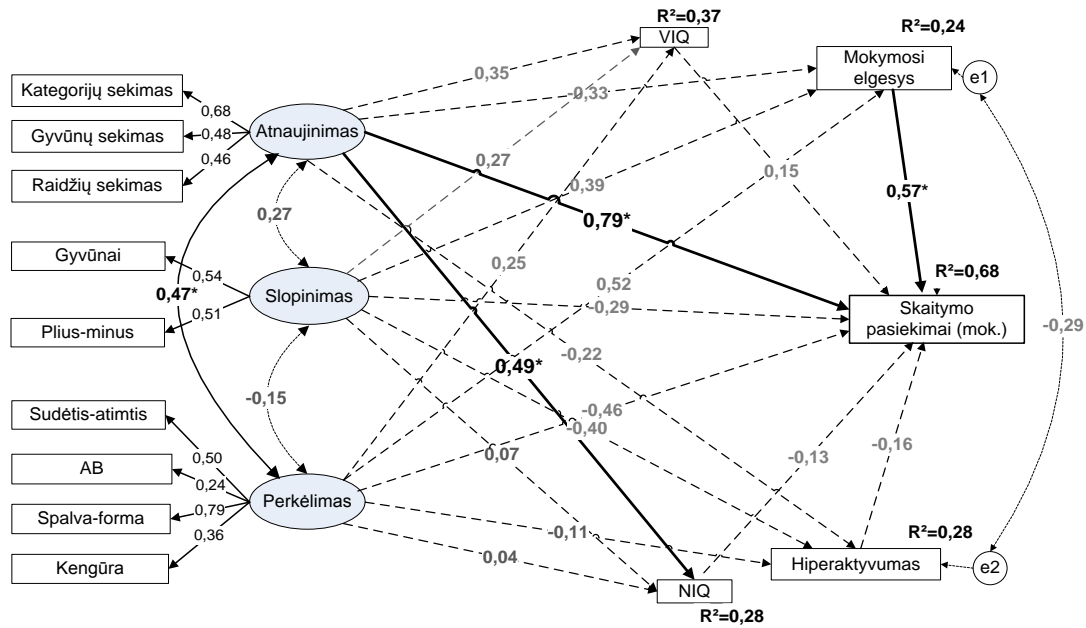 R²=0,37
VIQ
R²=0,24
Mokymosi
elgesys
e1
Kategorijų sekimas
Gyvūnų sekimas
Raidžių sekimas
0,68
0,48
0,46
Atnaujinimas
0,35
-0,33
0,27
0,39
0,15
0,57*
0,79*
0,27
Gyvūnai
Plius-minus
0,54
0,51
0,47*
Slopinimas
0,25
0,52
-0,29
R²=0,68
Skaitymo
pasiekimai (mok.)
-0,29
0,49*
-0,22
-0,15
-0,46
-0,40
0,07
-0,13
-0,16
Sudėtis-atimtis
AB
Spalva-forma
Kengūra
0,50
0,24
0,79
0,36
Perkėlimas
-0,11
0,04
R²=0,28
Hiperaktyvumas
e2
NIQ
R²=0,28